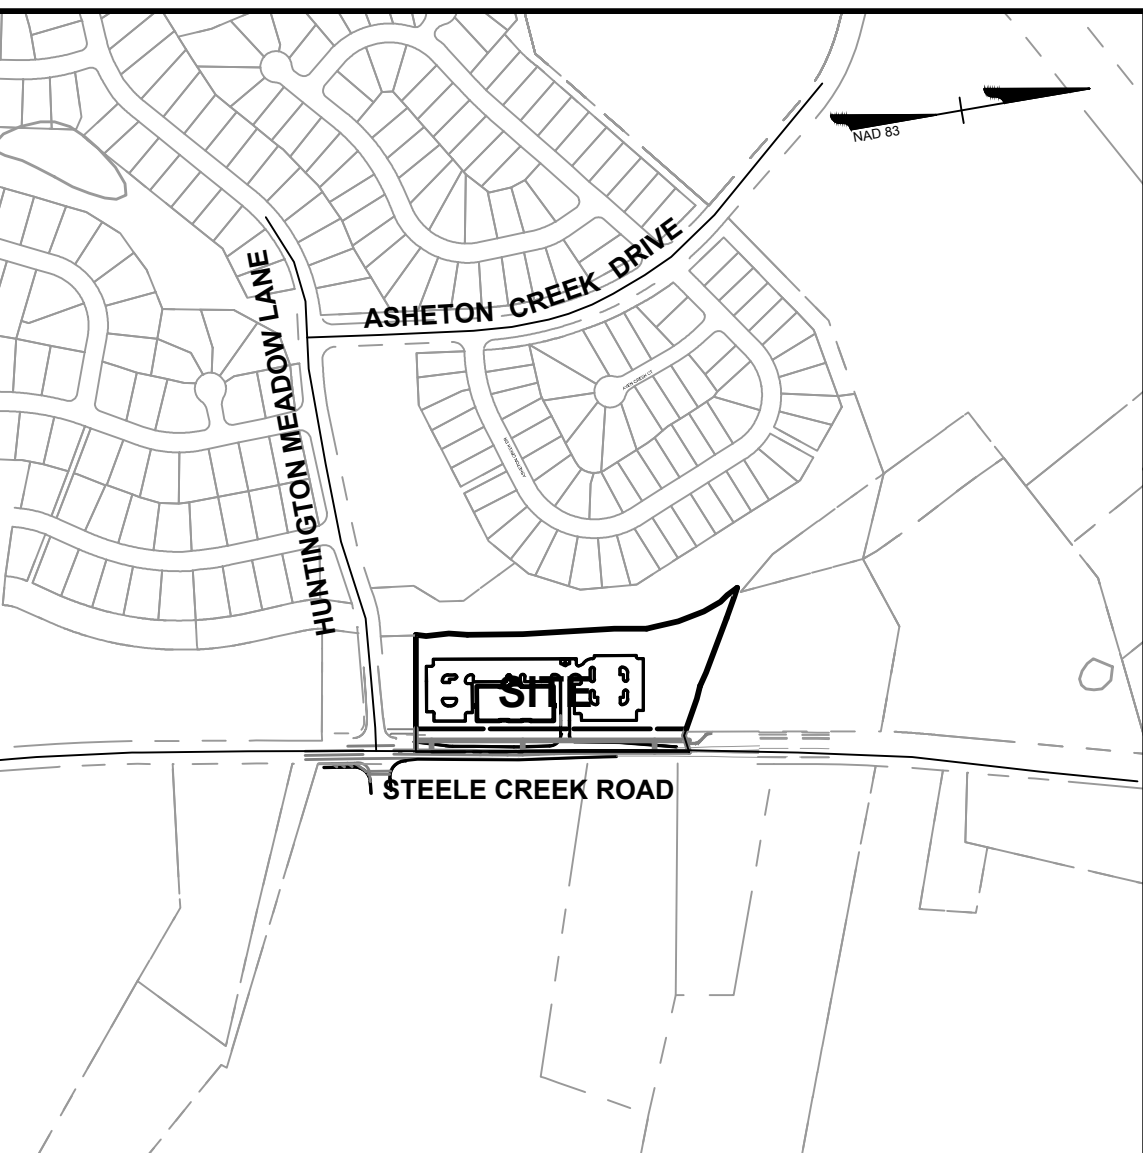 NAD 83
ASHETON CREEK DRIVE
HUNTINGTON MEADOW LANE
SITE
STEELE CREEK ROAD